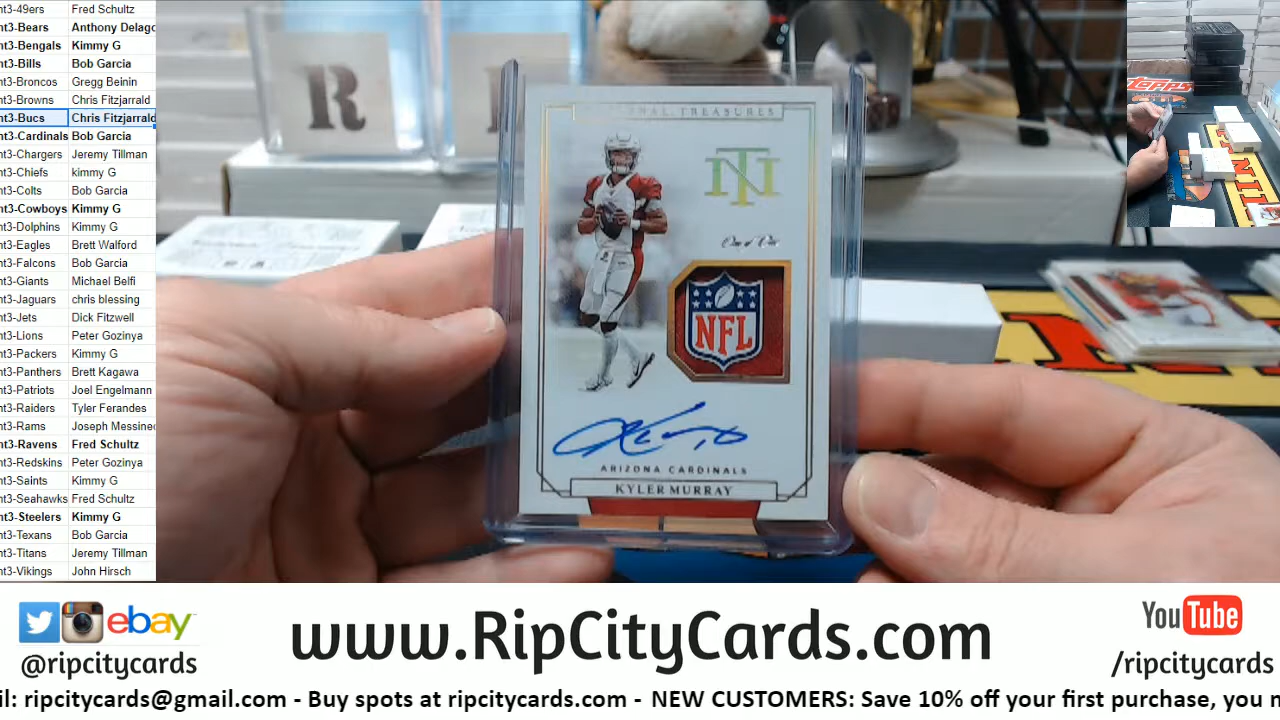 nt3-49ers Fred Schultz
nt3-Bears Anthony Delago
nt3-Bengals Kimmy G
nt3-Bills Bob Garcia
nt3-Broncos Gregg Beinin
nt3-Browns Chris Fitzjarrald
nt3-Bucs Chris Fitzjarrald
nt3-Cardinals Bob Garcia
nt3-Chargers Jeremy Tillman
nt3-Chiefs kimmy G
nt3-Colts Bob Garcia
nt3-Cowboys Kimmy G
nt3-Dolphins Kimmy G
nt3-Eagles Brett Walford
nt3-Falcons Bob Garcia
nt3-Giants Michael Belfi
nt3-Jaguars chris blessing
nt3-Jets Dick Fitzwell
nt3-Lions Peter Gozinya
nt3-Packers Kimmy G
nt3-Panthers Brett Kagawa
nt3-Patriots Joel Engelmann
nt3-Raiders Tyler Ferandes
nt3-Rams Joseph Messineo
nt3-Ravens Fred Schultz
nt3-Redskins Peter Gozinya
nt3-Saints Kimmy G
nt3-Seahawks Fred Schultz
nt3-Steelers Kimmy G
nt3-Texans Bob Garcia
nt3-Titans Jeremy Tillman
nt3-Vikings John Hirsch
R
TREASURES
NT
One of One
NFL
ARIZONA CARDINALS
KYLER MURRAY
TOPPS
ebay
@ripcitycards
www.RipCityCards.com
YouTube
/ripcitycards
il: ripcitycards@gmail.com - Buy spots at ripcitycards.com - NEW CUSTOMERS: Save 10% off your first purchase, you